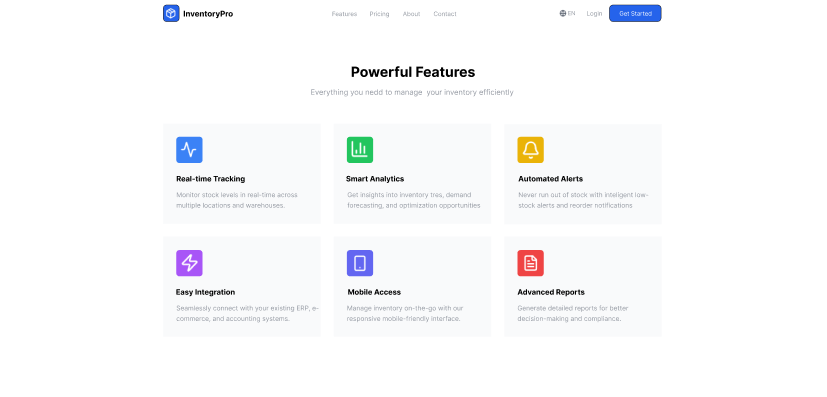 InventoryPro
Features
Pricing
About
Contact
EN
Login
Get Started
Powerful Features
Everything you nedd to manage your inventory efficiently
Real-time Tracking
Monitor stock levels in real-time across
multiple locations and warehouses.
Smart Analytics
Get insights into inventory tres, demand
forecasting, and optimization opportunities
Automated Alerts
Never run out of stock with inteligent low-
stock alerts and reorder notifications
Easy Integration
Seamlessly connect with your existing ERP, e-
commerce, and accounting systems.
Mobile Access
Manage inventory on-the-go with our
responsive mobile-friendly interface.
Advanced Reports
Generate detailed reports for better
decision-making and compliance.